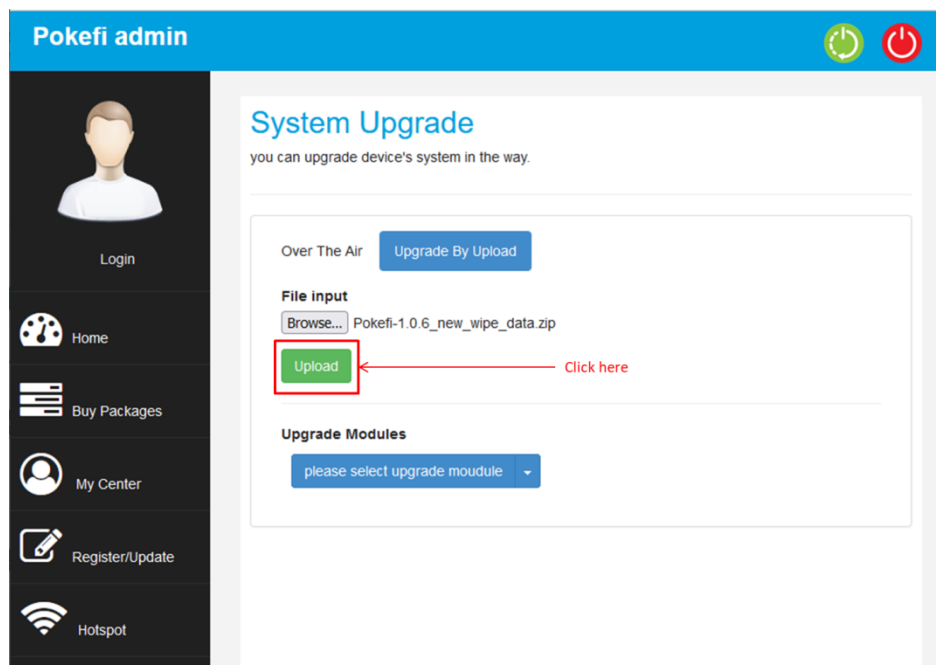 Pokefi admin
Login
Home
Buy Packages
My Center
Register/Update
Hotspot
System Upgrade
you can upgrade device's system in the way.
Over The Air Upgrade By Upload
File input
Browse... Pokefi-1.0.6_new_wipe_data.zip
Upload Click here
Upgrade Modules
please select upgrade moudule